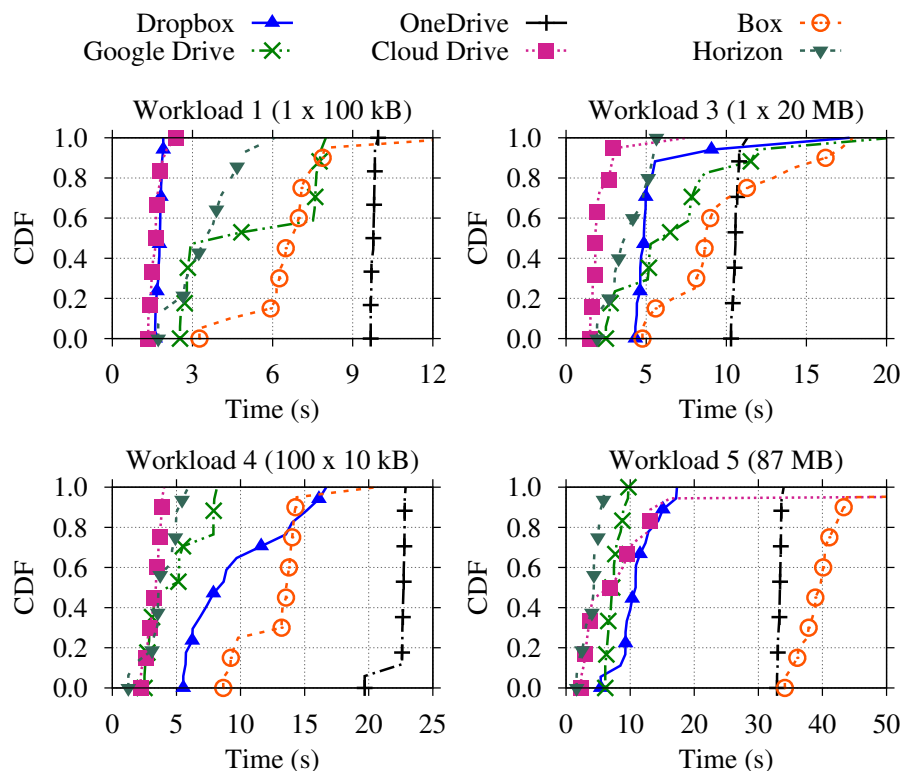 Dropbox OneDrive Box
Google Drive Cloud Drive Horizon
Workload 1 (1 x 100 kB) Workload 3 (1 x 20 MB)
CDF
1.0
0.8
0.6
0.4
0.2
0.0
3 6 9 12
Time (s)
CDF
1.0
0.8
0.6
0.4
0.2
0.0
0 5 10 15 20
Time (s)
Workload 4 (100 x 10 kB) Workload 5 (87 MB)
CDF
1.0
0.8
0.6
0.4
0.2
0.0
0 5 10 15 20 25
Time (s)
CDF
1.0
0.8
0.6
0.4
0.2
0.0
0 10 20 30 40 50
Time (s)